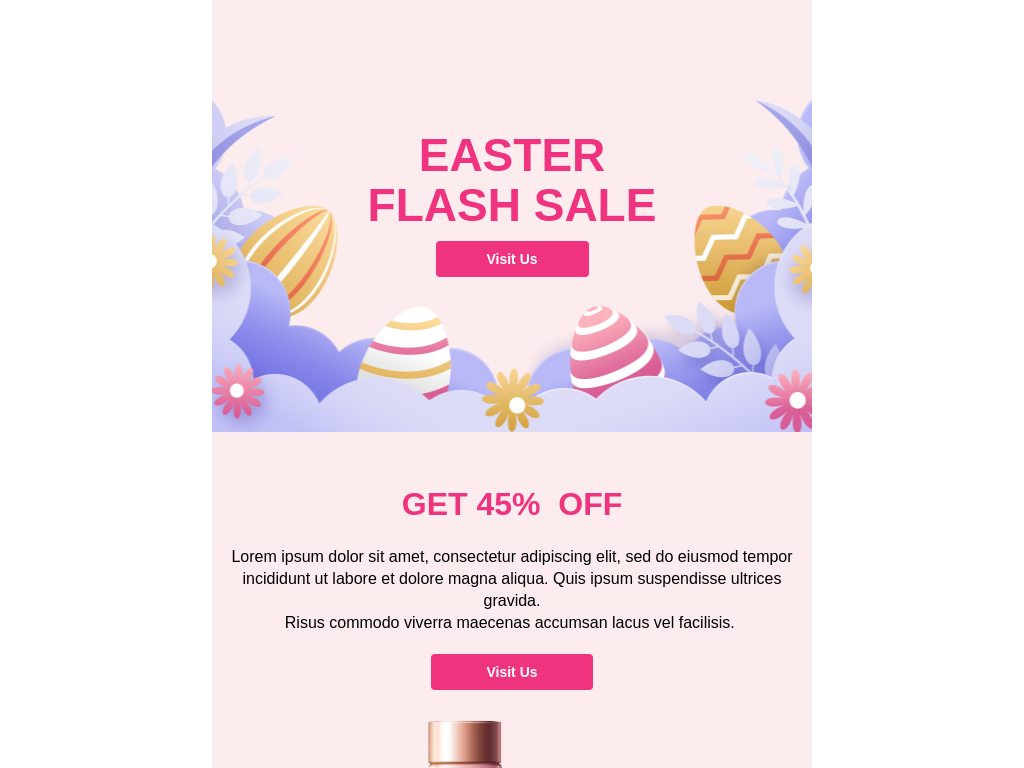 EASTER
FLASH SALE
Visit Us
GET 45%  OFF
Lorem ipsum dolor sit amet, consectetur adipiscing elit, sed do eiusmod tempor
incididunt ut labore et dolore magna aliqua. Quis ipsum suspendisse ultrices
gravida.
Risus commodo viverra maecenas accumsan lacus vel facilisis.
Visit Us